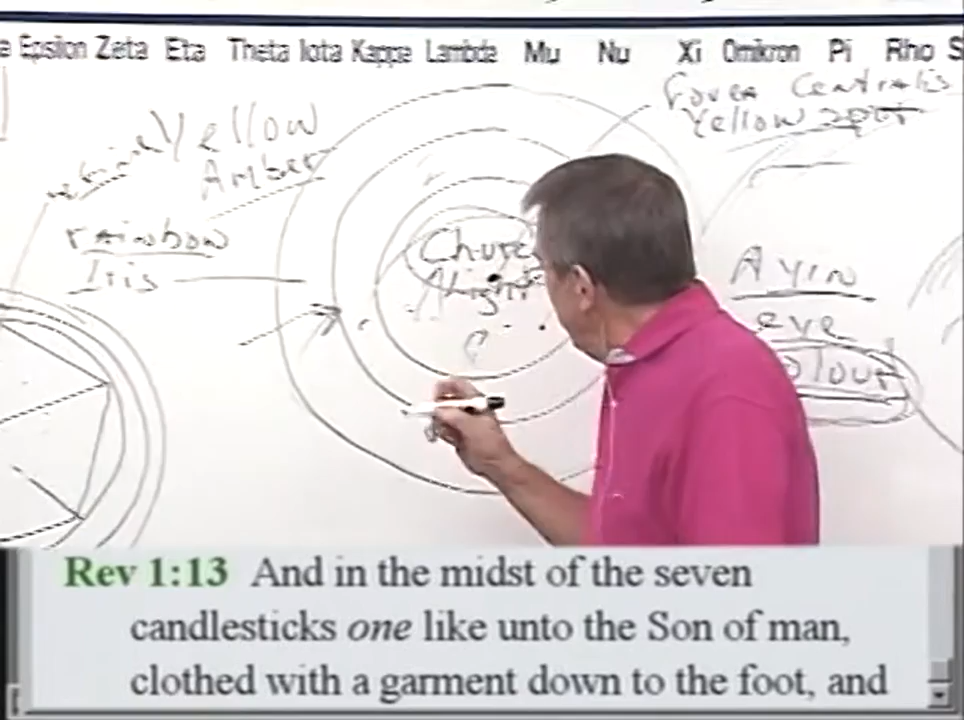 Epsilon Zeta Eta Theta Iota Kappa Lambda Mu Nu Xi Omikron Pi Rho S
Fovea Centralis
Yellow spot
Yellow
Amber
rainbow
Iris
Church
Ayin
eye
Rev 1:13 And in the midst of the seven
candlesticks one like unto the Son of man,
clothed with a garment down to the foot, and